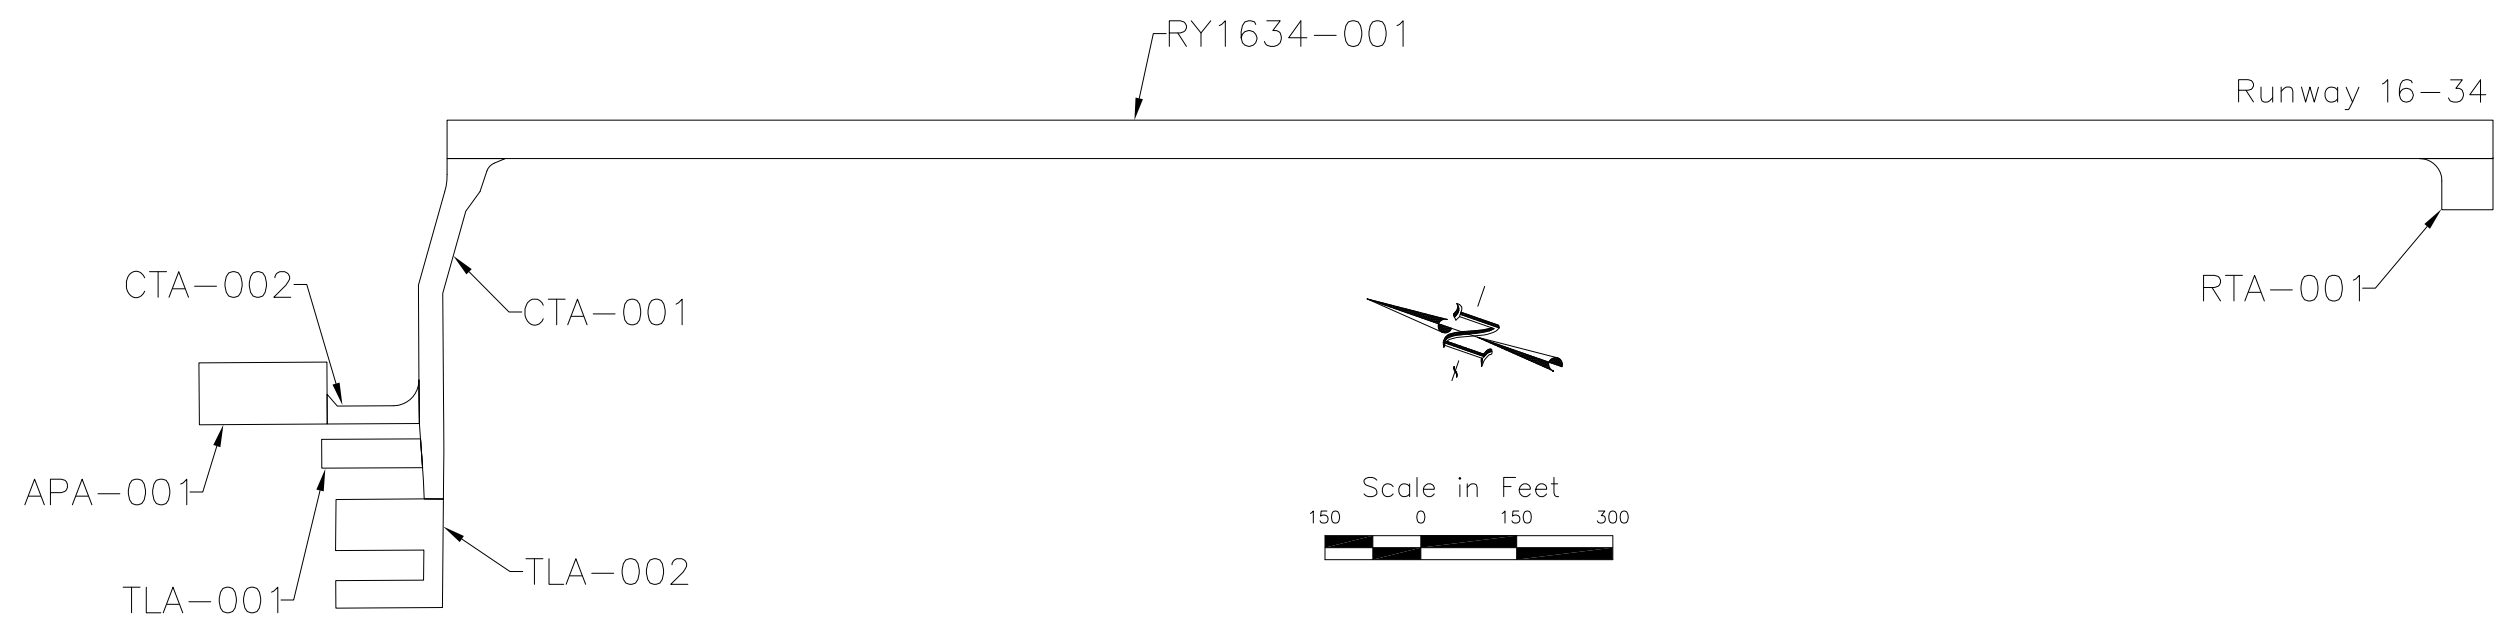 RY1634-001
Runway 16-34
CTA-002
CTA-001
RTA-001
N
Scale in Feet
150 0 150 300
APA-001
TLA-002
TLA-001